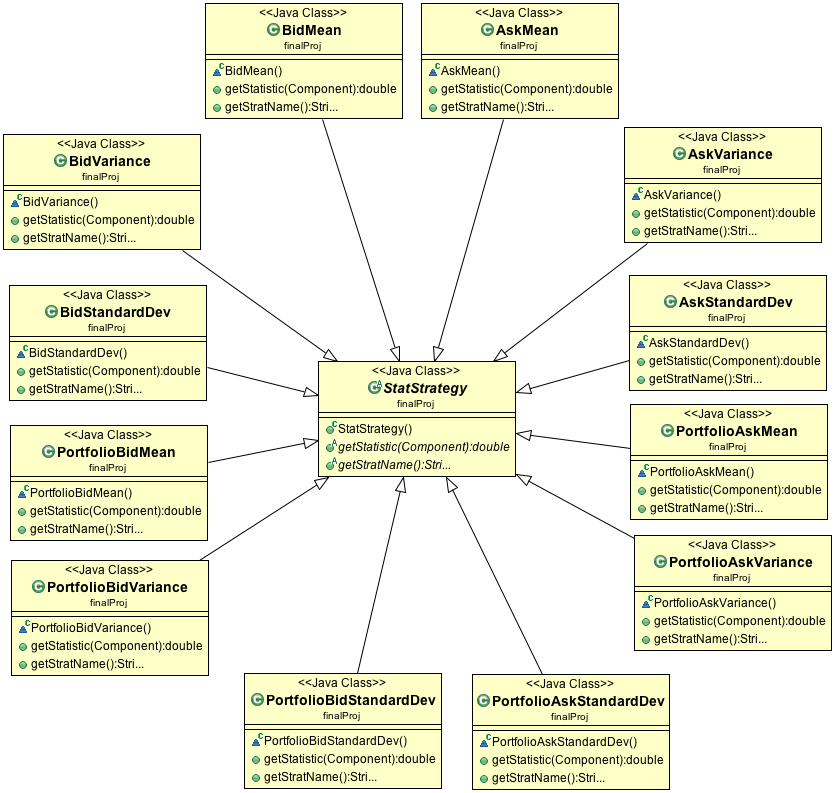 <<Java Class>>
BidMean
finalProj
BidMean()
getStatistic(Component):double
getStratName():Stri...
<<Java Class>>
AskMean
finalProj
AskMean()
getStatistic(Component):double
getStratName():Stri...
<<Java Class>>
BidVariance
finalProj
BidVariance()
getStatistic(Component):double
getStratName():Stri...
<<Java Class>>
AskVariance
finalProj
AskVariance()
getStatistic(Component):double
getStratName():Stri...
<<Java Class>>
BidStandardDev
finalProj
BidStandardDev()
getStatistic(Component):double
getStratName():Stri...
<<Java Class>>
AskStandardDev
finalProj
AskStandardDev()
getStatistic(Component):double
getStratName():Stri...
<<Java Class>>
StatStrategy
finalProj
StatStrategy()
getStatistic(Component):double
getStratName():Stri...
<<Java Class>>
PortfolioBidMean
finalProj
PortfolioBidMean()
getStatistic(Component):double
getStratName():Stri...
<<Java Class>>
PortfolioAskMean
finalProj
PortfolioAskMean()
getStatistic(Component):double
getStratName():Stri...
<<Java Class>>
PortfolioBidVariance
finalProj
PortfolioBidVariance()
getStatistic(Component):double
getStratName():Stri...
<<Java Class>>
PortfolioAskVariance
finalProj
PortfolioAskVariance()
getStatistic(Component):double
getStratName():Stri...
<<Java Class>>
PortfolioBidStandardDev
finalProj
PortfolioBidStandardDev()
getStatistic(Component):double
getStratName():Stri...
<<Java Class>>
PortfolioAskStandardDev
finalProj
PortfolioAskStandardDev()
getStatistic(Component):double
getStratName():Stri...